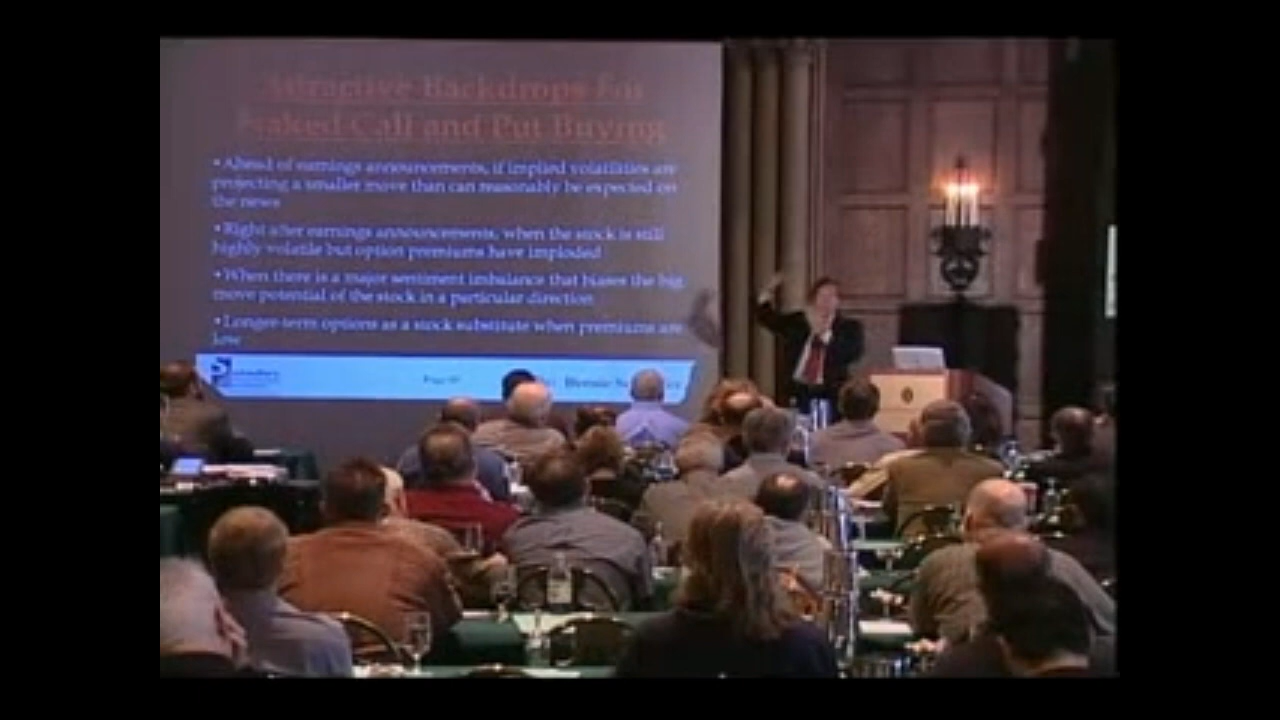 Attractive Backdrops For
Naked Call and Put Buying
• Ahead of earnings announcements, if implied volatilities are
projecting a smaller move than can reasonably be expected on
the news
• Right after earnings announcements, when the stock is still
highly volatile but option premiums have imploded
• When there is a major sentiment imbalance that biases the big
move potential of the stock in a particular direction
• Longer-term options as a stock substitute when premiums are
low
Page Bernie